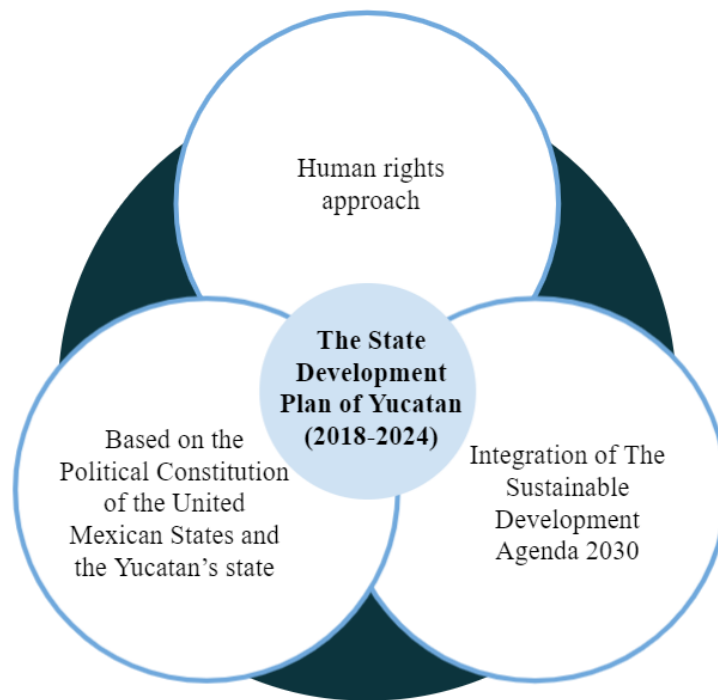 Human rights
approach
The State
Development
Plan of Yucatan
(2018-2024)
Based on the
Political Constitution
of the United
Mexican States and
the Yucatan’s state
Integration of The
Sustainable
Development
Agenda 2030